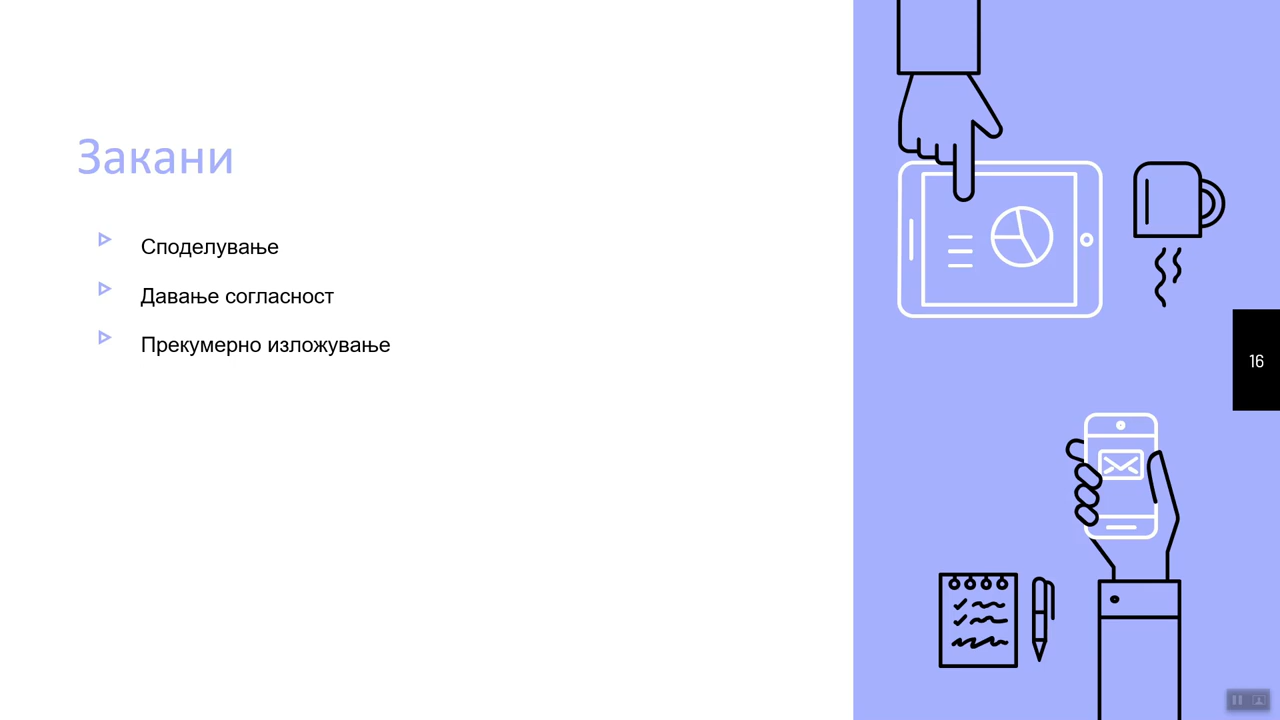 Закани
Споделување
Давање согласност
Прекумерно изложување
16